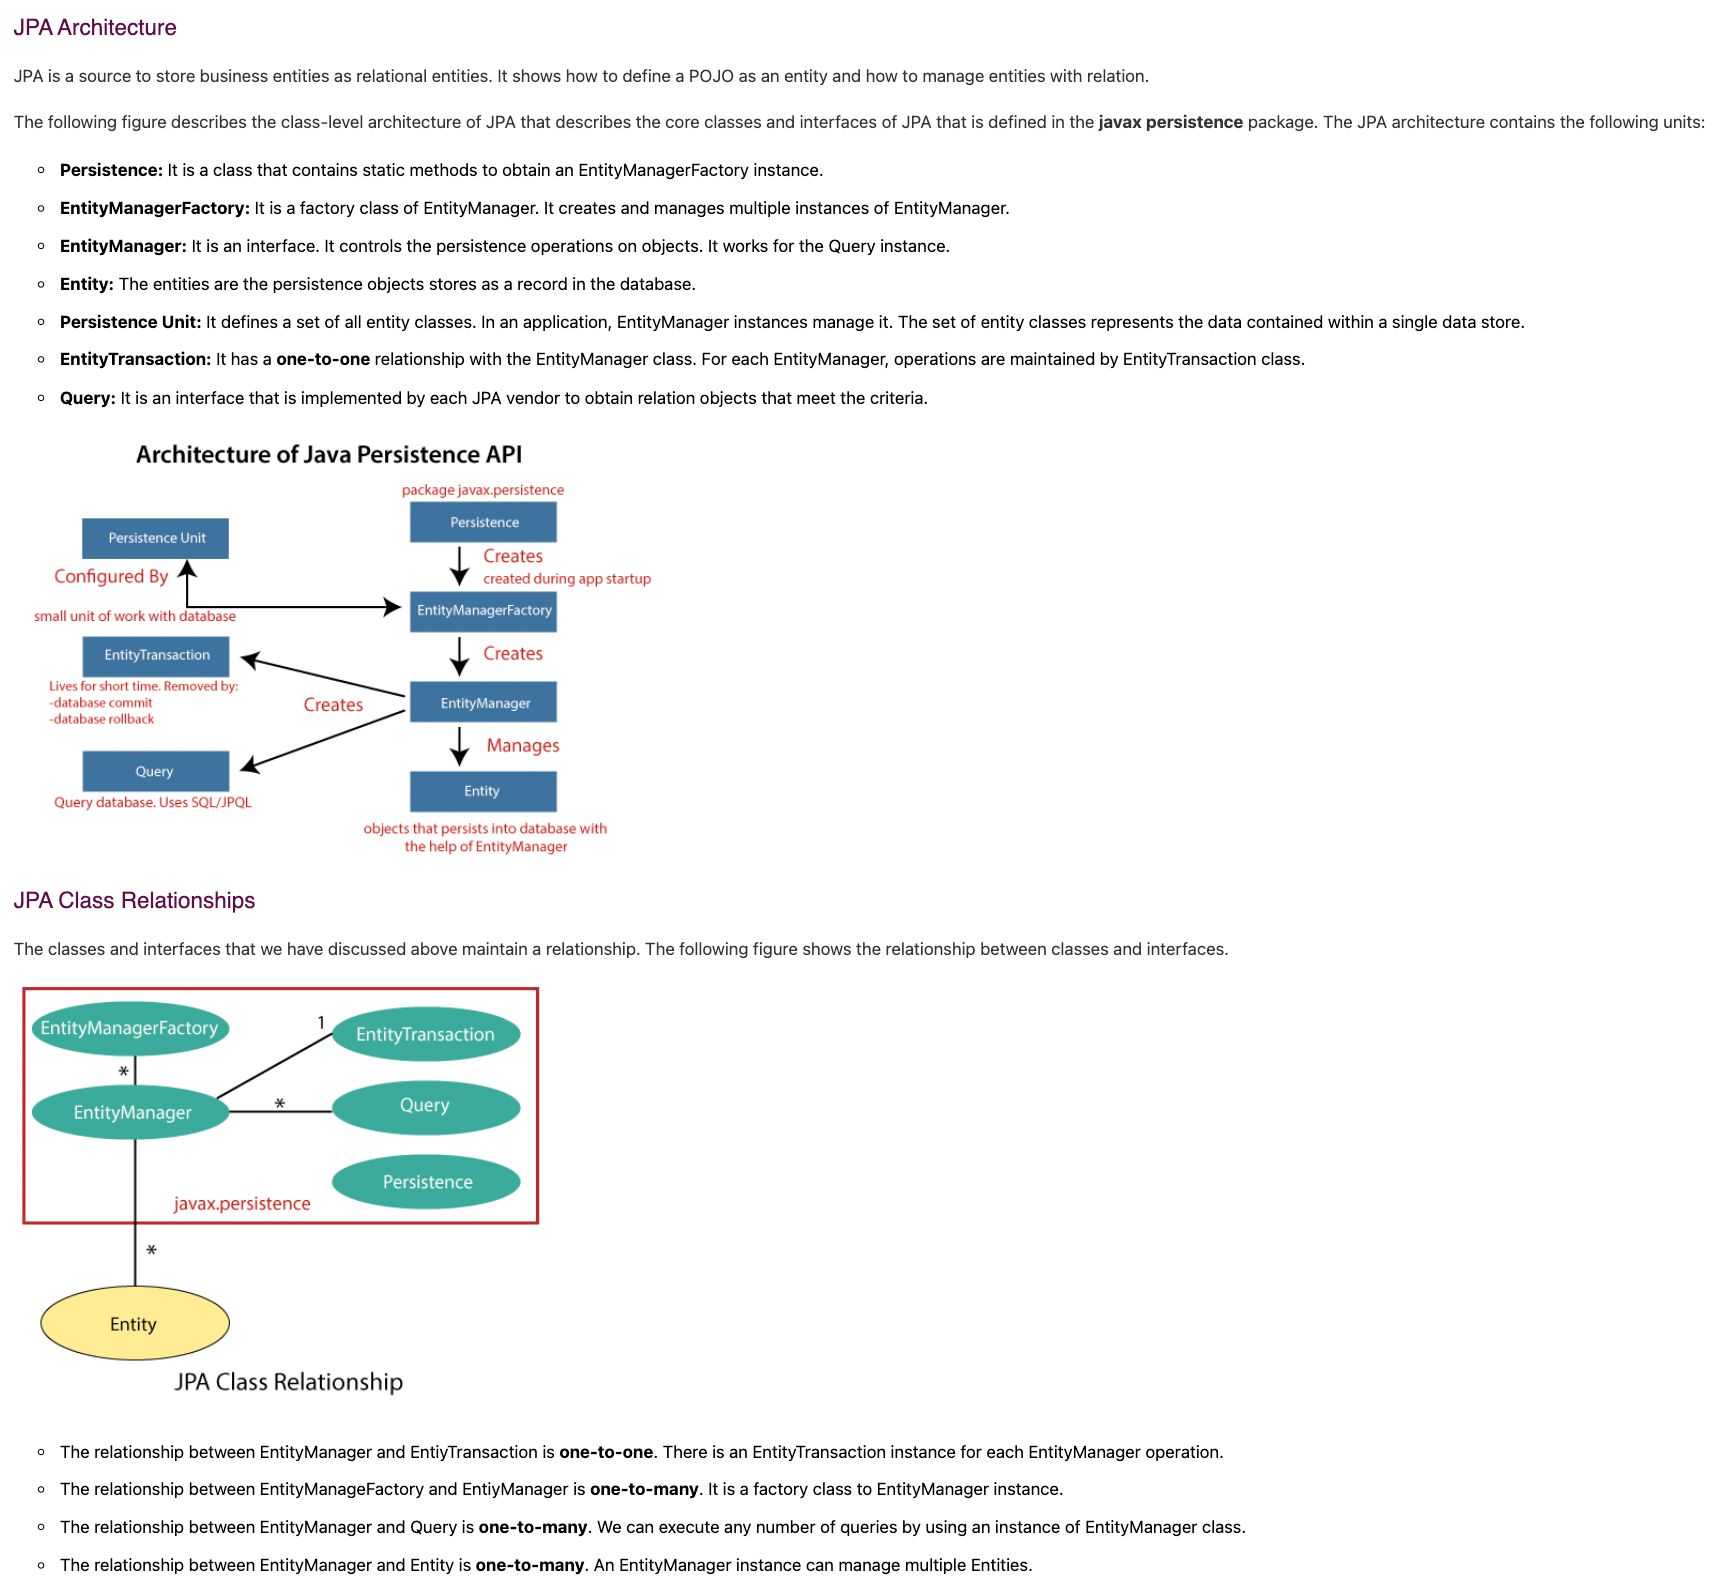 JPA Architecture
JPA is a source to store business entities as relational entities. It shows how to define a POJO as an entity and how to manage entities with relation.
The following figure describes the class-level architecture of JPA that describes the core classes and interfaces of JPA that is defined in the javax persistence package. The JPA architecture contains the following units:
Persistence: It is a class that contains static methods to obtain an EntityManagerFactory instance.
EntityManagerFactory: It is a factory class of EntityManager. It creates and manages multiple instances of EntityManager.
EntityManager: It is an interface. It controls the persistence operations on objects. It works for the Query instance.
Entity: The entities are the persistence objects stores as a record in the database.
Persistence Unit: It defines a set of all entity classes. In an application, EntityManager instances manage it. The set of entity classes represents the data contained within a single data store.
EntityTransaction: It has a one-to-one relationship with the EntityManager class. For each EntityManager, operations are maintained by EntityTransaction class.
Query: It is an interface that is implemented by each JPA vendor to obtain relation objects that meet the criteria.
Architecture of Java Persistence API
package javax.persistence
Persistence
Persistence Unit
Creates
Configured By
created during app startup
EntityManagerFactory
small unit of work with database
Creates
EntityTransaction
Lives for short time. Removed by:
-database commit
-database rollback
Creates
EntityManager
Manages
Query
Query database. Uses SQL/JPQL
Entity
objects that persists into database with
the help of EntityManager
JPA Class Relationships
The classes and interfaces that we have discussed above maintain a relationship. The following figure shows the relationship between classes and interfaces.
EntityManagerFactory
1
EntityTransaction
*
EntityManager
*
Query
Persistence
javax.persistence
*
Entity
JPA Class Relationship
The relationship between EntityManager and EntiyTransaction is one-to-one. There is an EntityTransaction instance for each EntityManager operation.
The relationship between EntityManageFactory and EntiyManager is one-to-many. It is a factory class to EntityManager instance.
The relationship between EntityManager and Query is one-to-many. We can execute any number of queries by using an instance of EntityManager class.
The relationship between EntityManager and Entity is one-to-many. An EntityManager instance can manage multiple Entities.